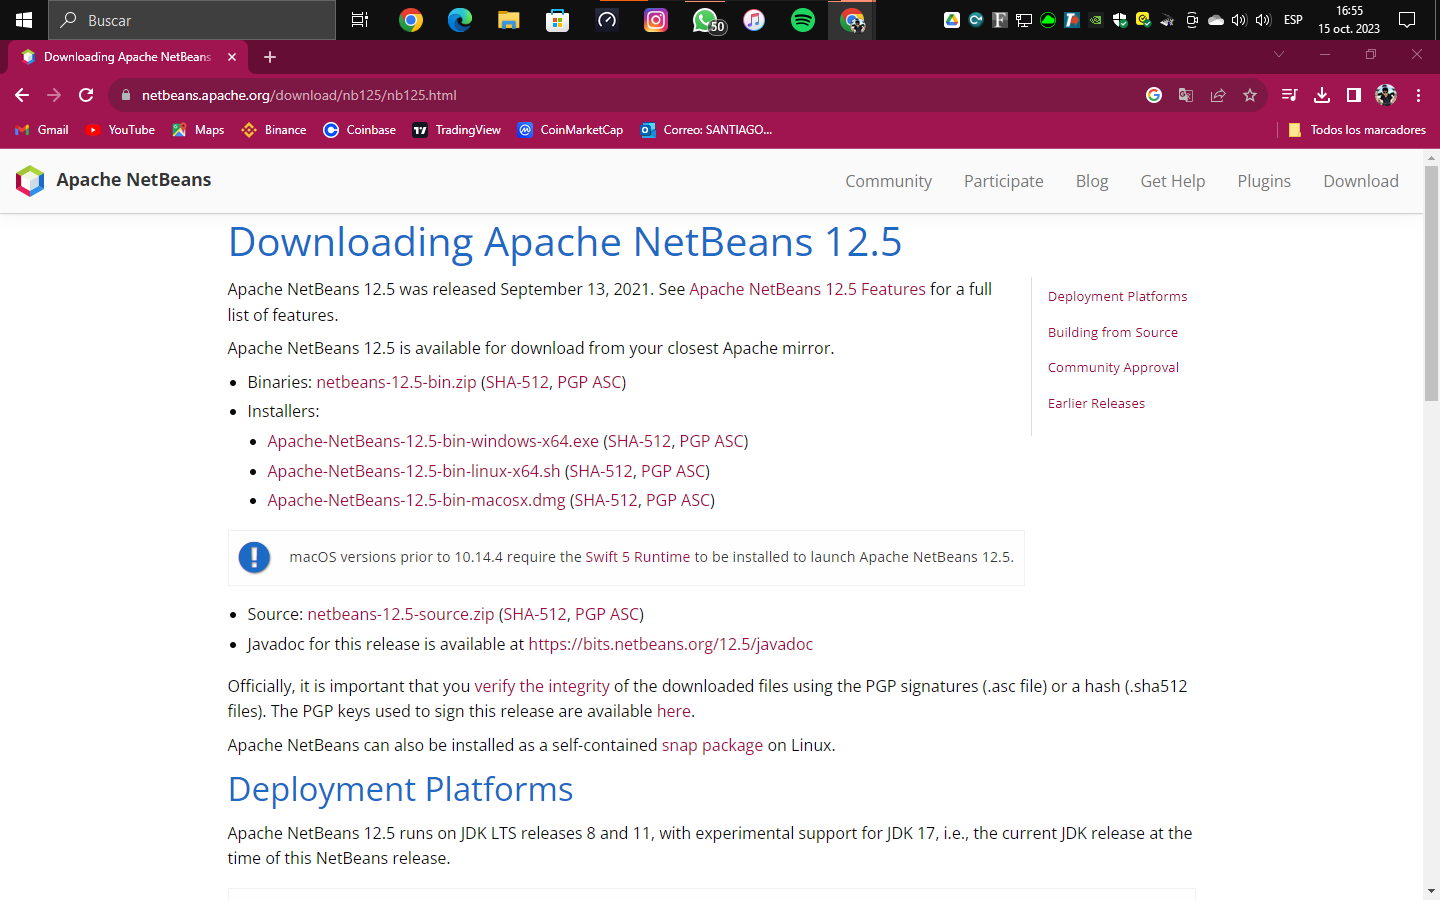 Buscar
50
ESP
16:55
15 oct. 2023
Downloading Apache NetBeans
netbeans.apache.org/download/nb125/nb125.html
Gmail
YouTube
Maps
Binance
Coinbase
TradingView
CoinMarketCap
Correo: SANTIAGO...
Todos los marcadores
Apache NetBeans
Community
Participate
Blog
Get Help
Plugins
Download
Downloading Apache NetBeans 12.5
Apache NetBeans 12.5 was released September 13, 2021. See Apache NetBeans 12.5 Features for a full
list of features.
Apache NetBeans 12.5 is available for download from your closest Apache mirror.
• Binaries: netbeans-12.5-bin.zip (SHA-512, PGP ASC)
• Installers:
• Apache-NetBeans-12.5-bin-windows-x64.exe (SHA-512, PGP ASC)
• Apache-NetBeans-12.5-bin-linux-x64.sh (SHA-512, PGP ASC)
• Apache-NetBeans-12.5-bin-macosx.dmg (SHA-512, PGP ASC)
macOS versions prior to 10.14.4 require the Swift 5 Runtime to be installed to launch Apache NetBeans 12.5.
• Source: netbeans-12.5-source.zip (SHA-512, PGP ASC)
• Javadoc for this release is available at https://bits.netbeans.org/12.5/javadoc
Officially, it is important that you verify the integrity of the downloaded files using the PGP signatures (.asc file) or a hash (.sha512
files). The PGP keys used to sign this release are available here.
Apache NetBeans can also be installed as a self-contained snap package on Linux.
Deployment Platforms
Apache NetBeans 12.5 runs on JDK LTS releases 8 and 11, with experimental support for JDK 17, i.e., the current JDK release at the
time of this NetBeans release.
Deployment Platforms
Building from Source
Community Approval
Earlier Releases